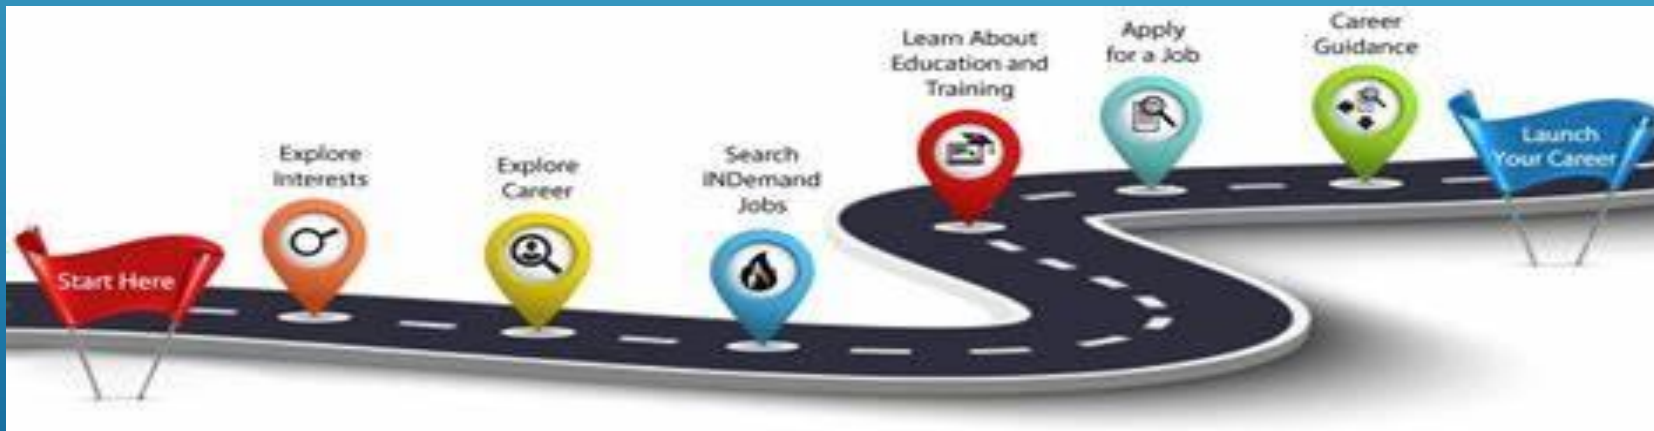 Start Here
Explore
Interests
Explore
Career
Search
INDemand
Jobs
Learn About
Education and
Training
Apply
for a Job
Career
Guidance
Launch
Your Career